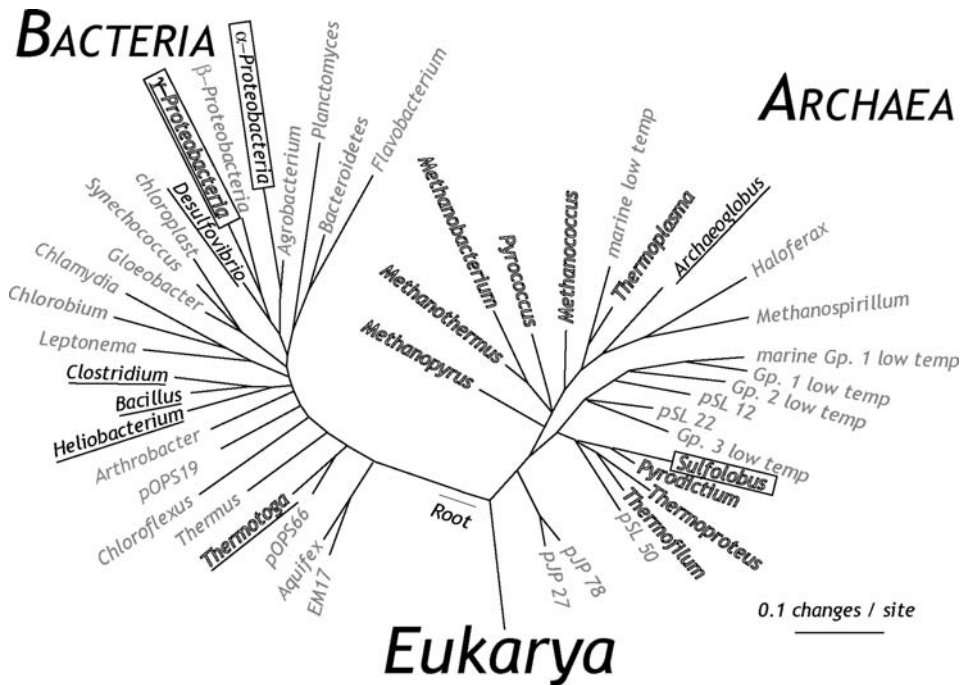 BACTERIA
α-Proteobacteria
β-Proteobacteria
γ-Proteobacteria
Planctomyces
Flavobacterium
Bacteroidetes
Agrobacterium
Desulfovibrio
chloroplast
Synechococcus
Gloeobacter
Chlamydia
Chlorobium
Leptonema
Clostridium
Bacillus
Heliobacterium
Arthrobacter
pOPS19
Chloroflexus
Thermus
Thermotoga
pOPS66
Aquifex
EM17
Root
ARCHAEA
Methanopyrus
Methanothermus
Methanobacterium
Pyrococcus
Methanococcus
marine low temp
Thermoplasma
Archaeoglobus
Haloferax
Methanospirillum
marine Gp. 1 low temp
Gp. 1 low temp
Gp. 2 low temp
pSL 12
pSL 22
Gp. 3 low temp
Sulfolobus
Pyrodictium
Thermoproteus
Thermofilum
pSL 50
pJP 78
pJP 27
0.1 changes / site
Eukarya